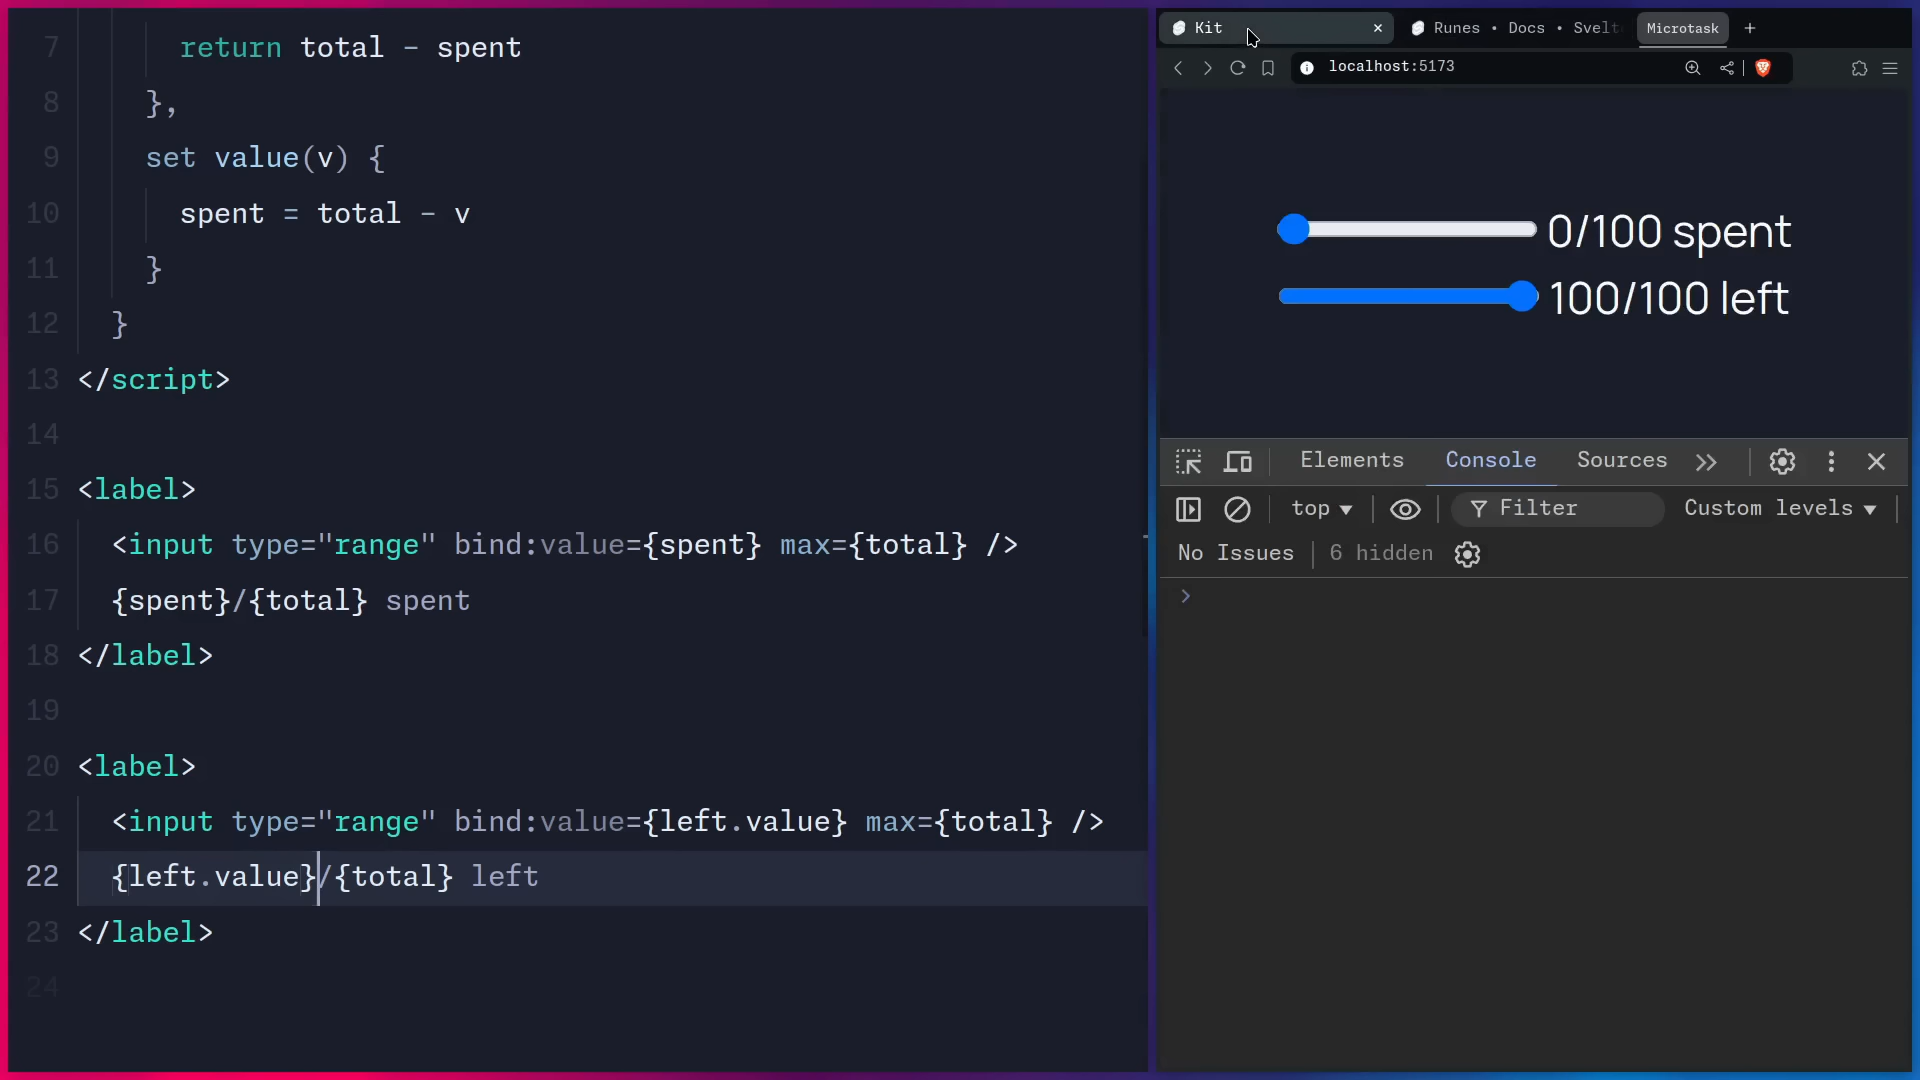 7 return total - spent
8 },
9 set value(v) {
10 spent = total - v
11 }
12 }
13 </script>
14
15 <label>
16 <input type="range" bind:value={spent} max={total} />
17 {spent}/{total} spent
18 </label>
19
20 <label>
21 <input type="range" bind:value={left.value} max={total} />
22 {left.value}/{total} left
23 </label>
24
Kit × Runes • Docs • Svelt Microtask +
localhost:5173
0/100 spent
100/100 left
Elements Console Sources
top Filter Custom levels
No Issues 6 hidden